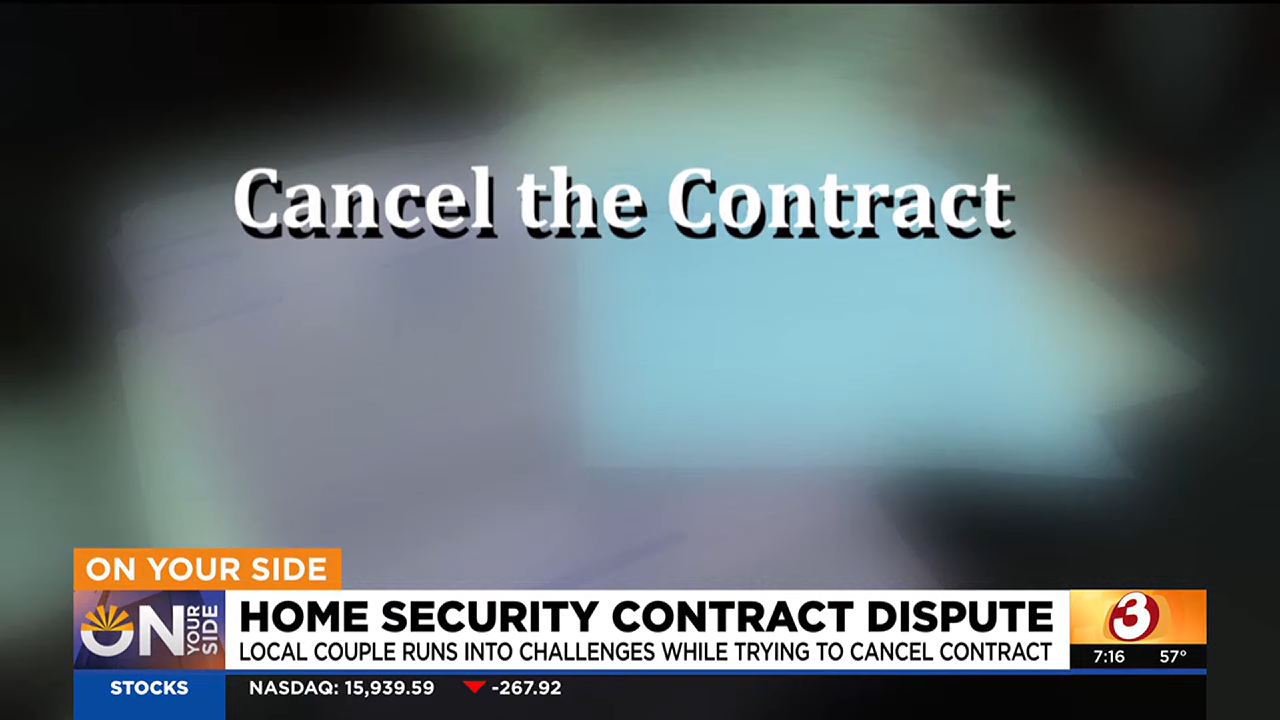 Cancel the Contract
ON YOUR SIDE
ON YOUR SIDE
HOME SECURITY CONTRACT DISPUTE
LOCAL COUPLE RUNS INTO CHALLENGES WHILE TRYING TO CANCEL CONTRACT
3
7:16 57°
STOCKS NASDAQ: 15,939.59 -267.92